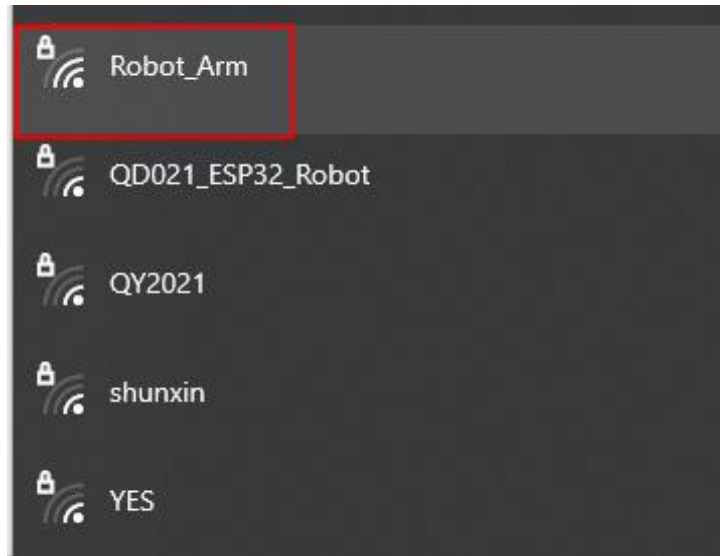 Robot_Arm
QD021_ESP32_Robot
QY2021
shunxin
YES